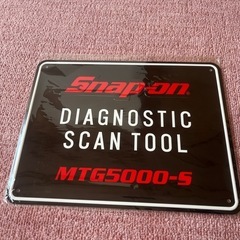 Snap-on
DIAGNOSTIC
SCAN TOOL
MTG5000-S